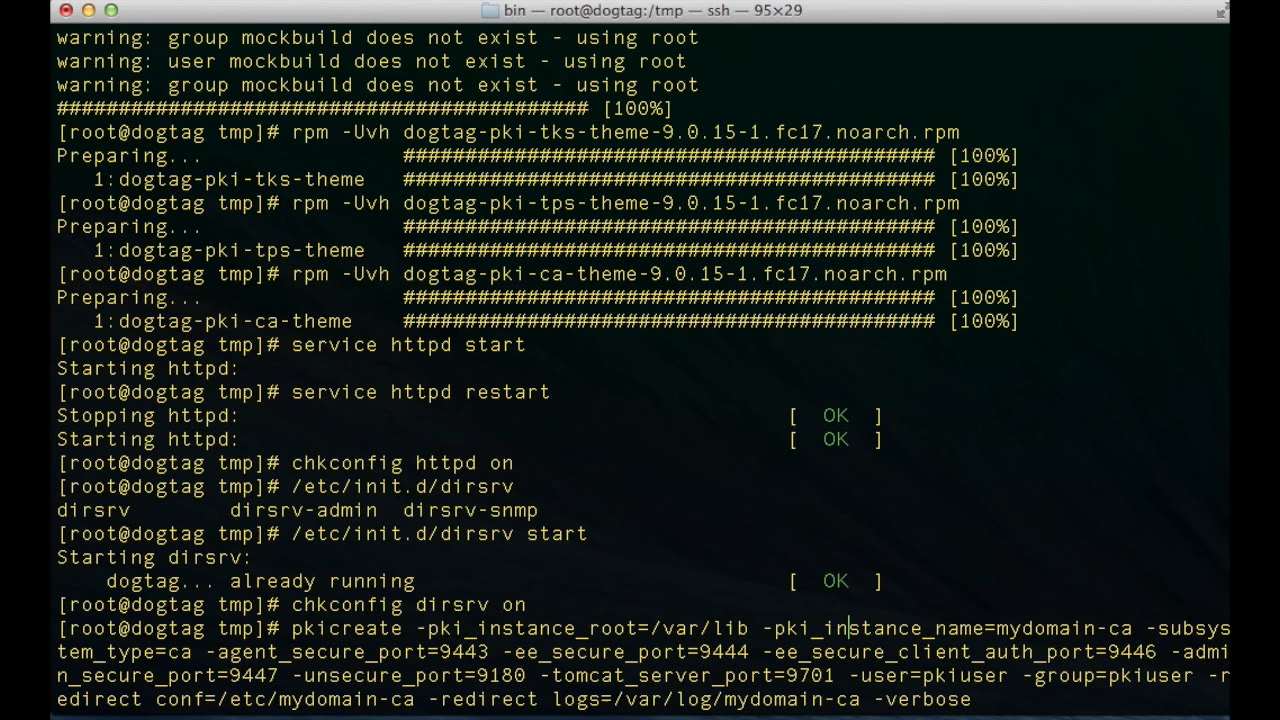 bin — root@dogtag:/tmp — ssh — 95×29
warning: group mockbuild does not exist - using root
warning: user mockbuild does not exist - using root
warning: group mockbuild does not exist - using root
########################################### [100%]
[root@dogtag tmp]# rpm -Uvh dogtag-pki-tks-theme-9.0.15-1.fc17.noarch.rpm
Preparing... ########################################### [100%]
1:dogtag-pki-tks-theme ########################################### [100%]
[root@dogtag tmp]# rpm -Uvh dogtag-pki-tps-theme-9.0.15-1.fc17.noarch.rpm
Preparing... ########################################### [100%]
1:dogtag-pki-tps-theme ########################################### [100%]
[root@dogtag tmp]# rpm -Uvh dogtag-pki-ca-theme-9.0.15-1.fc17.noarch.rpm
Preparing... ########################################### [100%]
1:dogtag-pki-ca-theme ########################################### [100%]
[root@dogtag tmp]# service httpd start
Starting httpd:
[root@dogtag tmp]# service httpd restart
Stopping httpd: [ OK ]
Starting httpd: [ OK ]
[root@dogtag tmp]# chkconfig httpd on
[root@dogtag tmp]# /etc/init.d/dirsrv
dirsrv dirsrv-admin dirsrv-snmp
[root@dogtag tmp]# /etc/init.d/dirsrv start
Starting dirsrv:
dogtag... already running [ OK ]
[root@dogtag tmp]# chkconfig dirsrv on
[root@dogtag tmp]# pkicreate -pki_instance_root=/var/lib -pki_instance_name=mydomain-ca -subsys
tem_type=ca -agent_secure_port=9443 -ee_secure_port=9444 -ee_secure_client_auth_port=9446 -admi
n_secure_port=9447 -unsecure_port=9180 -tomcat_server_port=9701 -user=pkiuser -group=pkiuser -r
edirect conf=/etc/mydomain-ca -redirect logs=/var/log/mydomain-ca -verbose